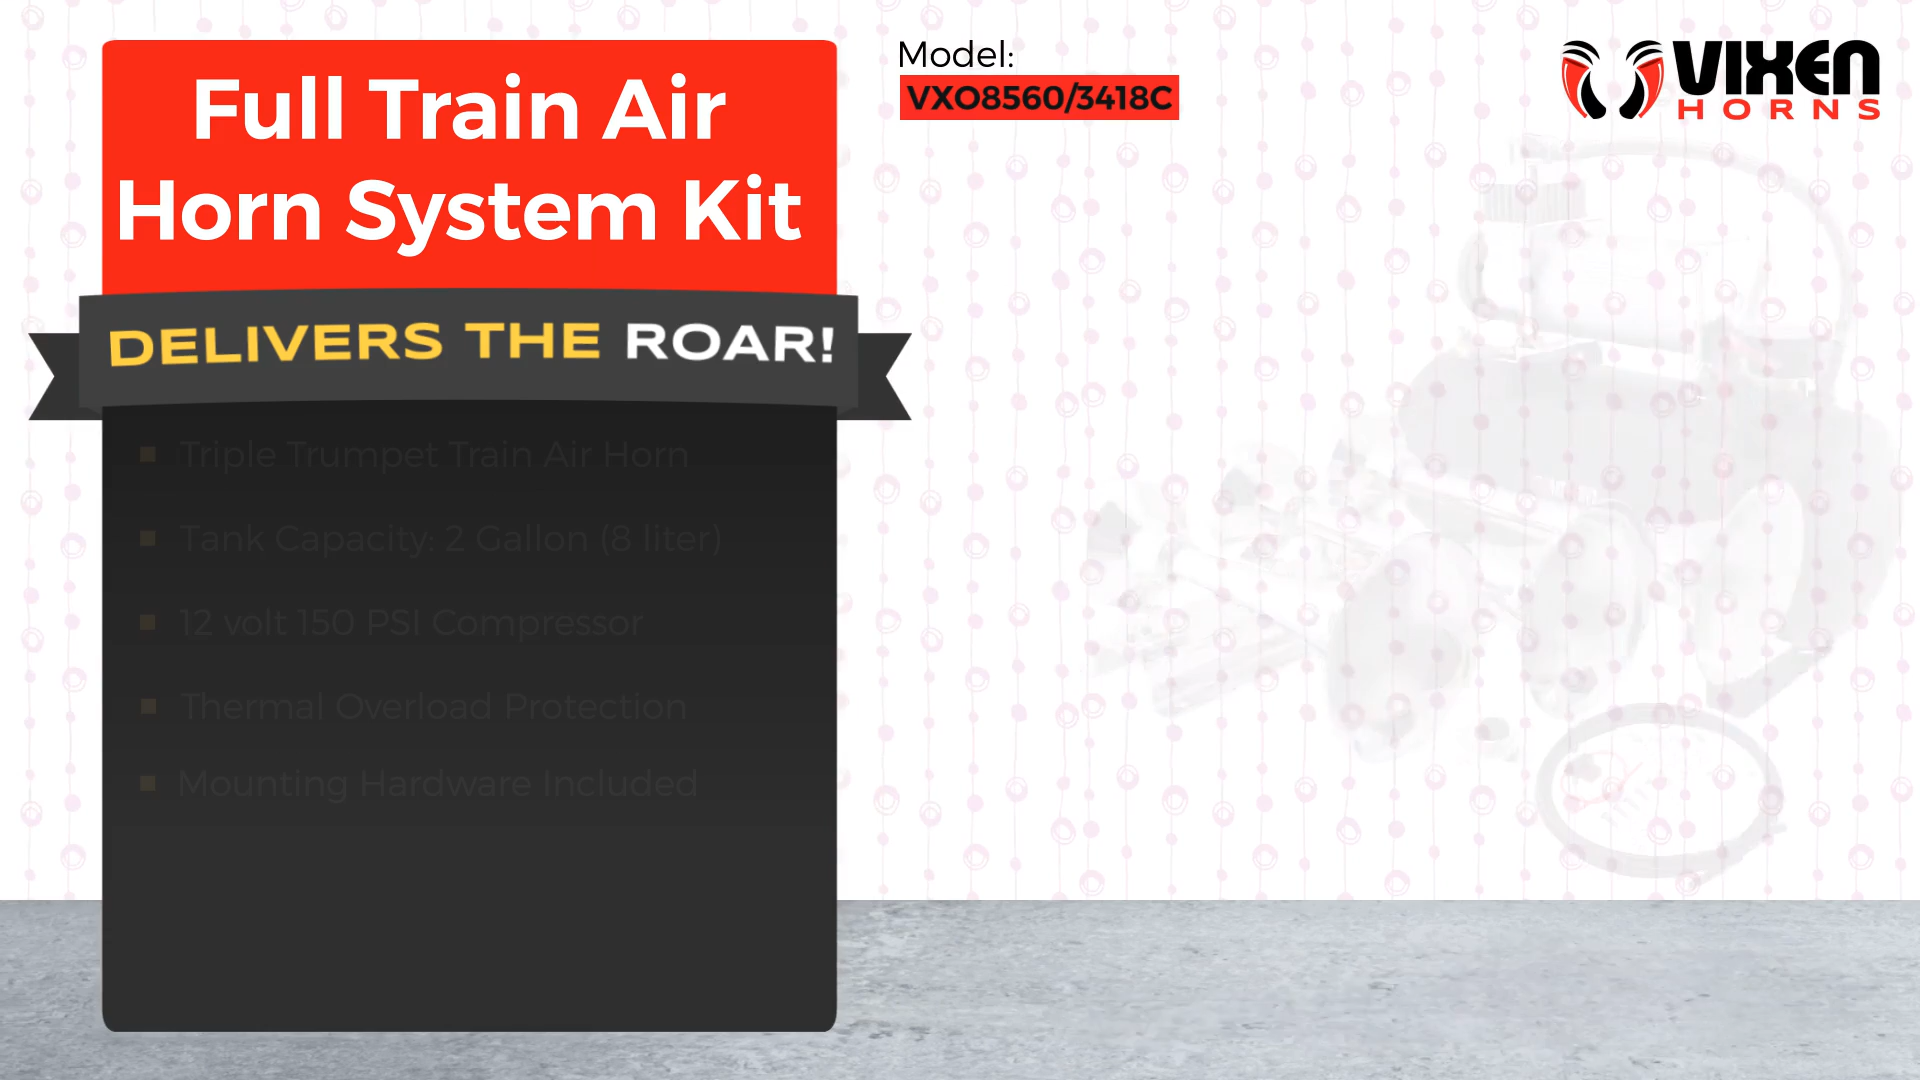 Full Train Air
Horn System Kit
DELIVERS THE ROAR!
Triple Trumpet Train Air Horn
Tank Capacity: 2 Gallon (8 liter)
12 volt 150 PSI Compressor
Thermal Overload Protection
Mounting Hardware Included
Model:
VXO8560/3418C
VIXEN
HORNS